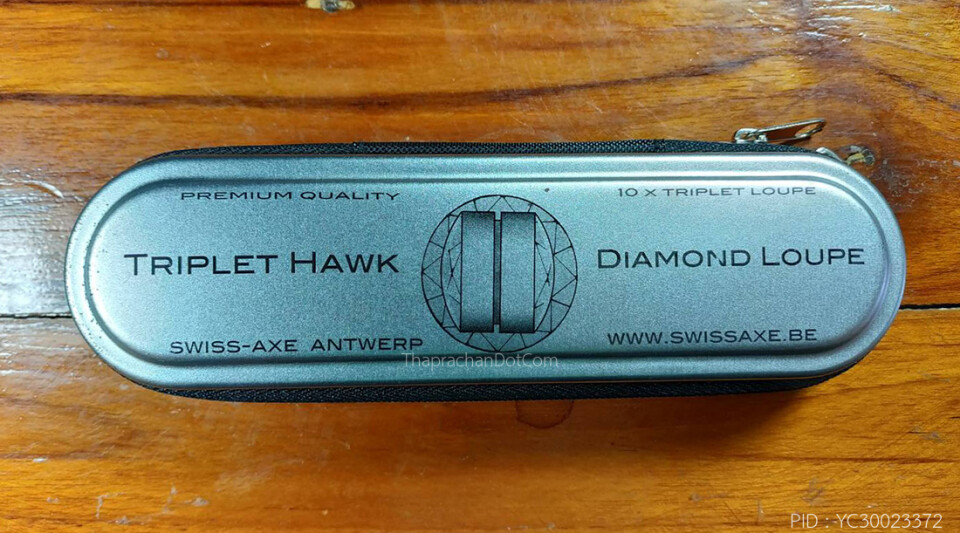 PREMIUM QUALITY
10 X TRIPLET LOUPE
TRIPLET HAWK
DIAMOND LOUPE
SWISS-AXE ANTWERP
WWW.SWISSAXE.BE
ThaprachanDotCom
PID : YC30023372